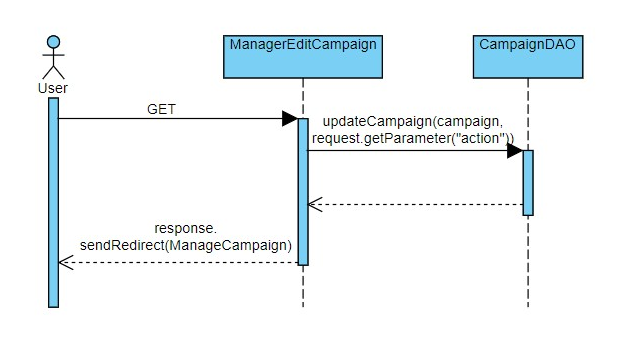 ManagerEditCampaign
CampaignDAO
User
GET
updateCampaign(campaign,
request.getParameter("action"))
response.
sendRedirect(ManageCampaign)